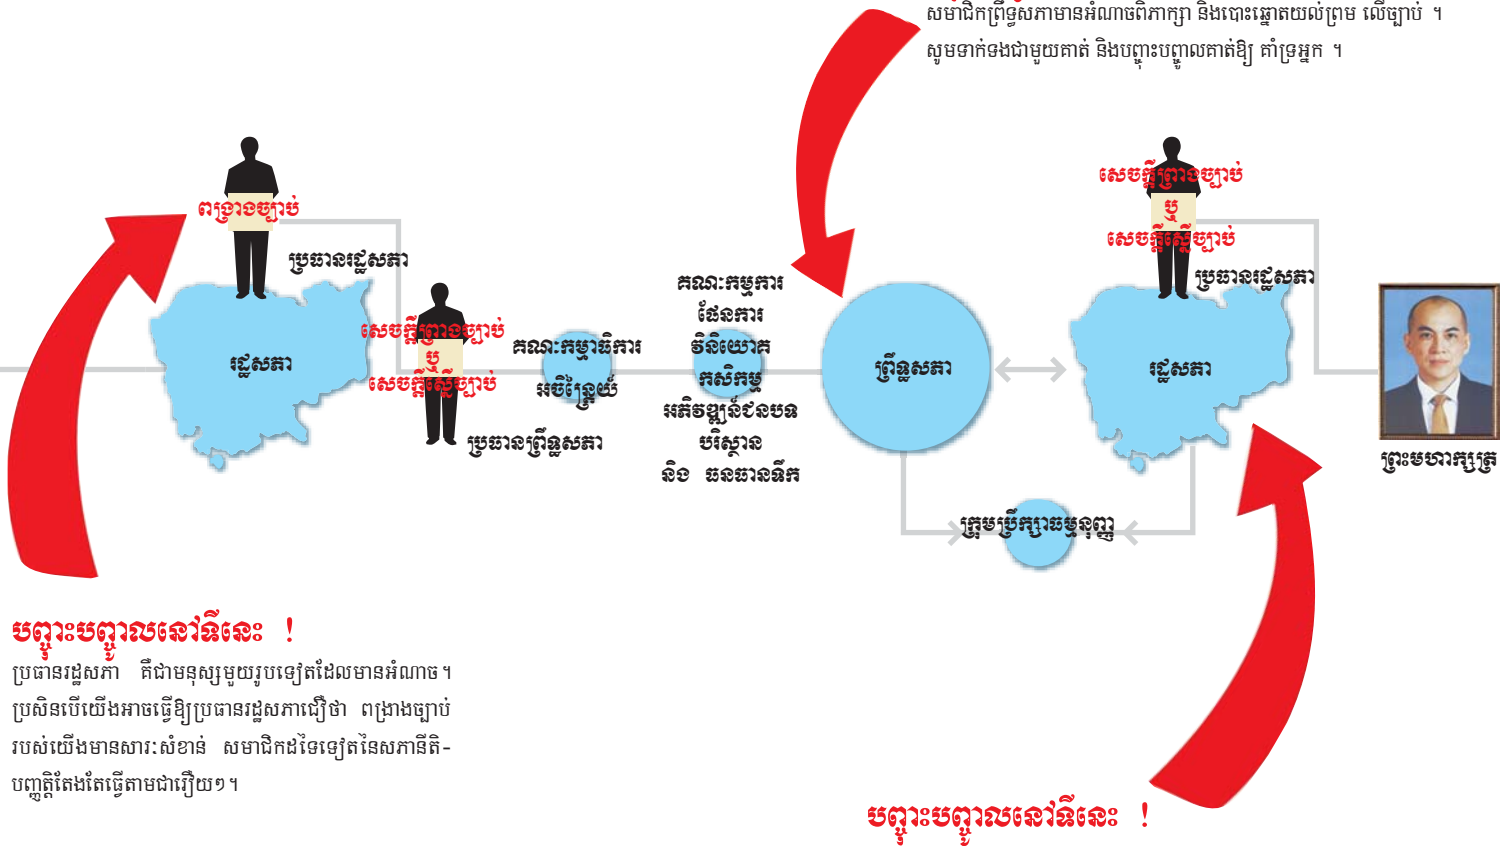 សមាជិកព្រឹទ្ធសភាមានអំណាចពិភាក្សា និងបោះឆ្នោតយល់ព្រម លើច្បាប់ ។
សូមទាក់ទងជាមួយគាត់ និងបញ្ចុះបញ្ចូលគាត់ឱ្យ គាំទ្រអ្នក ។
ពង្រាងច្បាប់
ប្រធានរដ្ឋសភា
រដ្ឋសភា
សេចក្ដីព្រាងច្បាប់
ឬ
សេចក្ដីស្នើច្បាប់
ប្រធានព្រឹទ្ធសភា
គណៈកម្មាធិការ
អចិន្ត្រៃយ៍
គណៈកម្មការ
ផែនការ
វិនិយោគ
កសិកម្ម
អភិវឌ្ឍន៍ជនបទ
បរិស្ថាន
និង ធនធានទឹក
ព្រឹទ្ធសភា
សេចក្ដីព្រាងច្បាប់
ឬ
សេចក្ដីស្នើច្បាប់
ប្រធានរដ្ឋសភា
រដ្ឋសភា
ព្រះមហាក្សត្រ
ក្រុមប្រឹក្សាធម្មនុញ្ញ
បញ្ចុះបញ្ចូលនៅទីនេះ !
ប្រធានរដ្ឋសភា គឺជាមនុស្សមួយរូបទៀតដែលមានអំណាច។
ប្រសិនបើយើងអាចធ្វើឱ្យប្រធានរដ្ឋសភាជឿថា ពង្រាងច្បាប់
របស់យើងមានសារៈសំខាន់ សមាជិកដទៃទៀតនៃសភានីតិ-
បញ្ញត្តិតែងតែធ្វើតាមជារឿយៗ។
បញ្ចុះបញ្ចូលនៅទីនេះ !